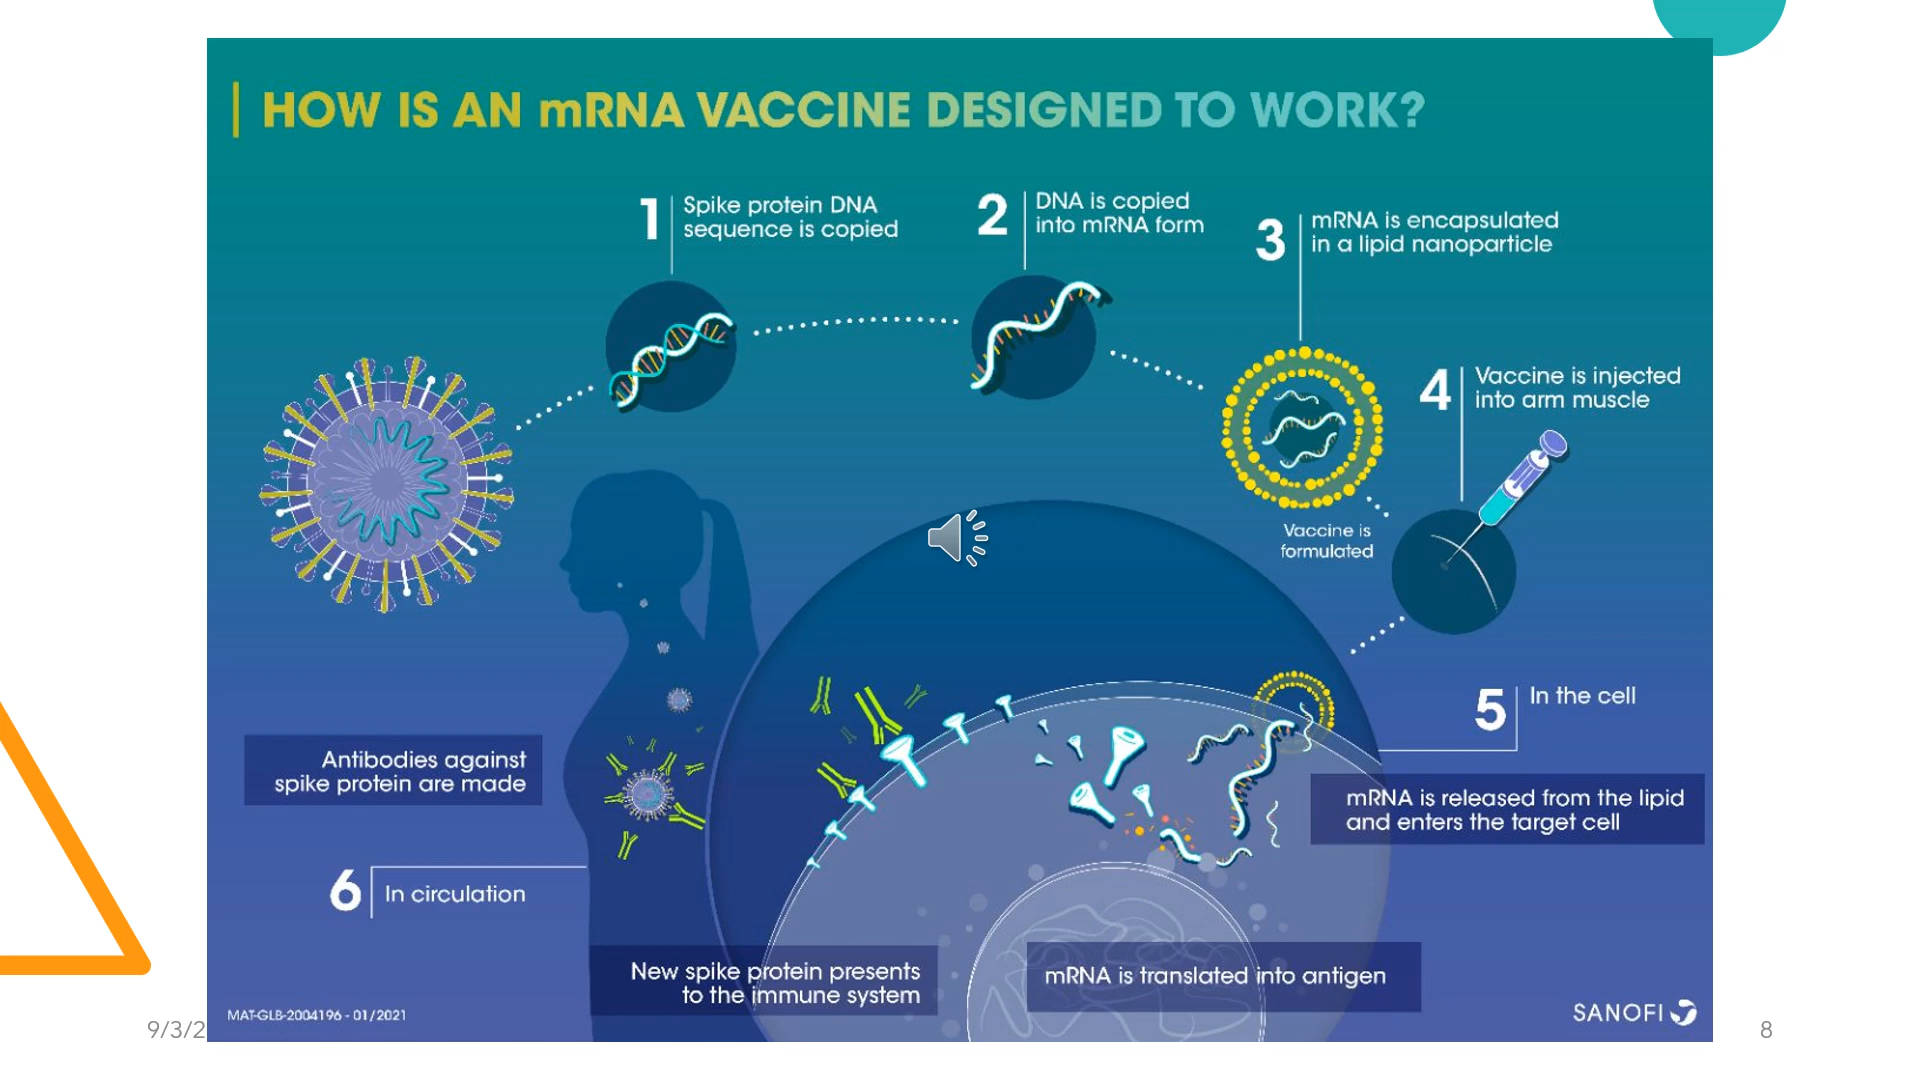 HOW IS AN mRNA VACCINE DESIGNED TO WORK?
1
Spike protein DNA
sequence is copied
2
DNA is copied
into mRNA form
3
mRNA is encapsulated
in a lipid nanoparticle
Vaccine is
formulated
4
Vaccine is injected
into arm muscle
5
In the cell
mRNA is released from the lipid
and enters the target cell
mRNA is translated into antigen
New spike protein presents
to the immune system
6
In circulation
Antibodies against
spike protein are made
MAT-GLB-2004196 - 01/2021
SANOFI
9/3/2
8